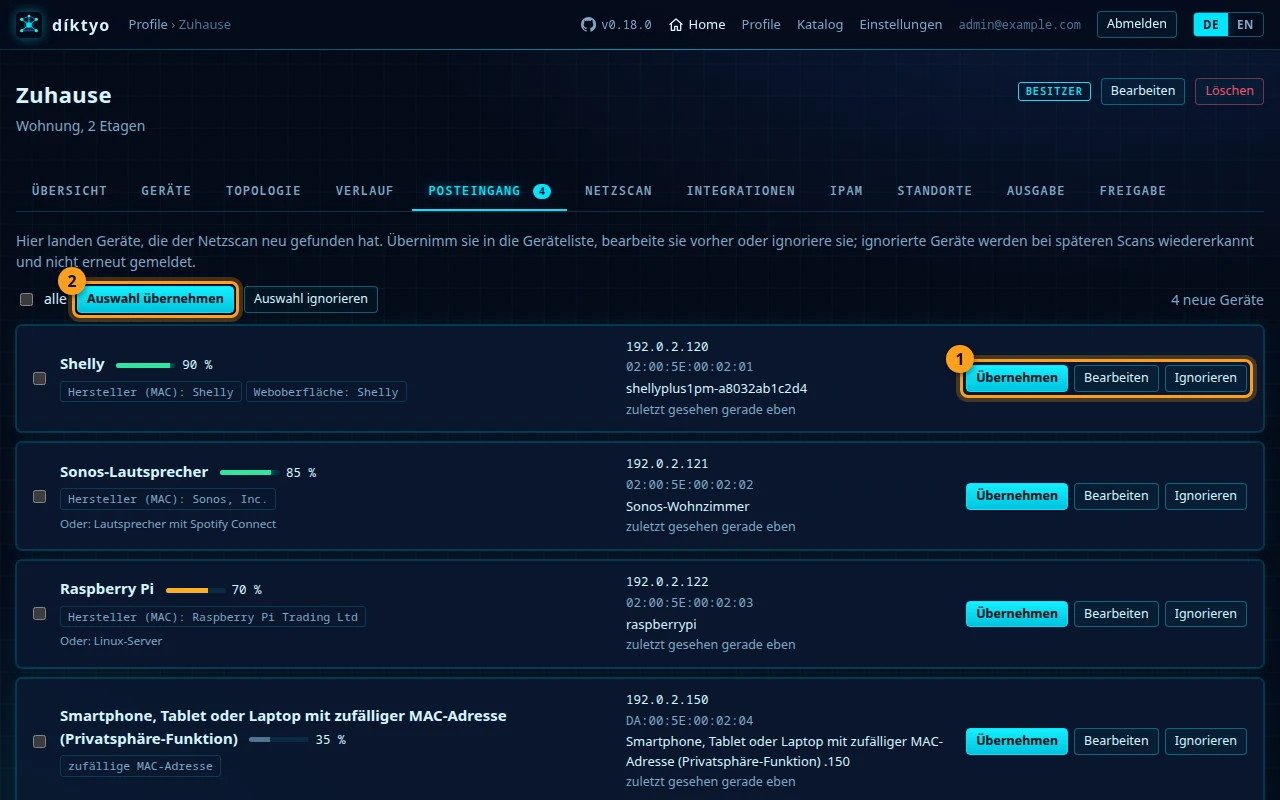 diktyo Profile › Zuhause v0.18.0 Home Profile Katalog Einstellungen admin@example.com Abmelden DE EN
Zuhause BESITZER Bearbeiten Löschen
Wohnung, 2 Etagen
ÜBERSICHT GERÄTE TOPOLOGIE VERLAUF POSTEINGANG 4 NETZSCAN INTEGRATIONEN IPAM STANDORTE AUSGABE FREIGABE
Hier landen Geräte, die der Netzscan neu gefunden hat. Übernimm sie in die Geräteliste, bearbeite sie vorher oder ignoriere sie; ignorierte Geräte werden bei späteren Scans wiedererkannt
und nicht erneut gemeldet.
2
alle Auswahl übernehmen Auswahl ignorieren 4 neue Geräte
Shelly 90 %
Hersteller (MAC): Shelly Weboberfläche: Shelly
192.0.2.120
02:00:5E:00:02:01
shellyplus1pm-a8032ab1c2d4
zuletzt gesehen gerade eben
1
Übernehmen Bearbeiten Ignorieren
Sonos-Lautsprecher 85 %
Hersteller (MAC): Sonos, Inc.
Oder: Lautsprecher mit Spotify Connect
192.0.2.121
02:00:5E:00:02:02
Sonos-Wohnzimmer
zuletzt gesehen gerade eben
Übernehmen Bearbeiten Ignorieren
Raspberry Pi 70 %
Hersteller (MAC): Raspberry Pi Trading Ltd
Oder: Linux-Server
192.0.2.122
02:00:5E:00:02:03
raspberrypi
zuletzt gesehen gerade eben
Übernehmen Bearbeiten Ignorieren
Smartphone, Tablet oder Laptop mit zufälliger MAC-Adresse
(Privatsphäre-Funktion) 35 %
zufällige MAC-Adresse
192.0.2.150
DA:00:5E:00:02:04
Smartphone, Tablet oder Laptop mit zufälliger MAC-
Adresse (Privatsphäre-Funktion) .150
zuletzt gesehen gerade eben
Übernehmen Bearbeiten Ignorieren